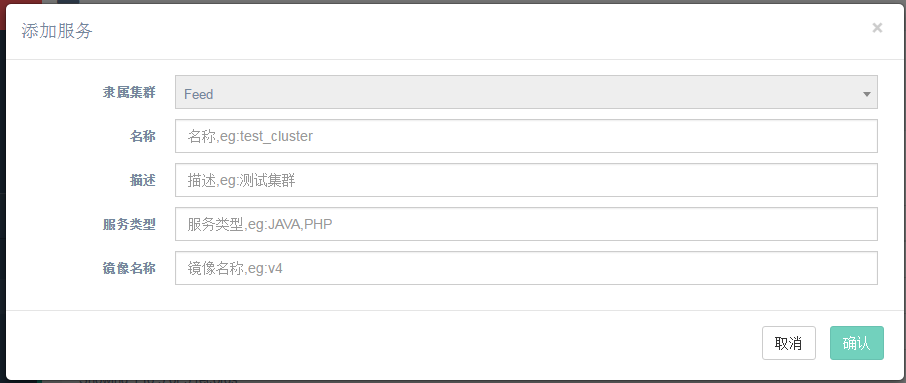 添加服务
×
隶属集群
Feed
名称
名称,eg:test_cluster
描述
描述,eg:测试集群
服务类型
服务类型,eg:JAVA,PHP
镜像名称
镜像名称,eg:v4
取消
确认